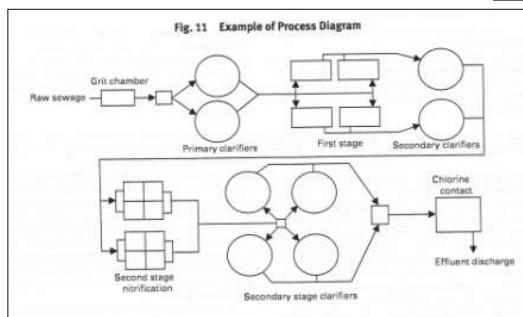 Fig. 11 Example of Process Diagram
Grit chamber
Raw sewage
Primary clarifiers
First stage
Secondary clarifiers
Chlorine
contact
Effluent discharge
Second stage
nitrification
Secondary stage clarifiers